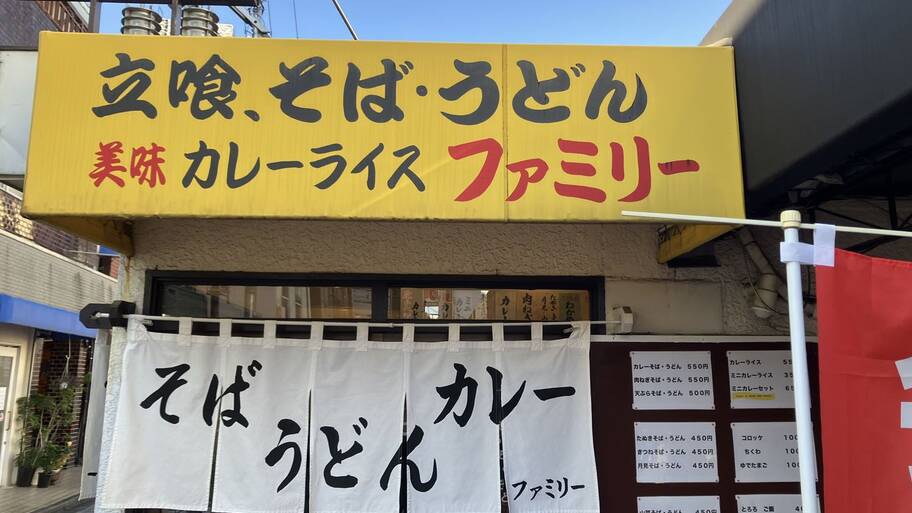 立喰、そば・うどん
美味 カレーライス ファミリー
そば うどん カレー
ファミリー
カレーそば・うどん 550円
肉ねぎそば・うどん 550円
天ぷらそば・うどん 500円
カレーライス
ミニカレーライス
ミニカレーセット
たぬきそば・うどん 450円
きつねそば・うどん 450円
月見そば・うどん 450円
コロッケ
ちくわ
ゆでたまご
とろろ ご飯